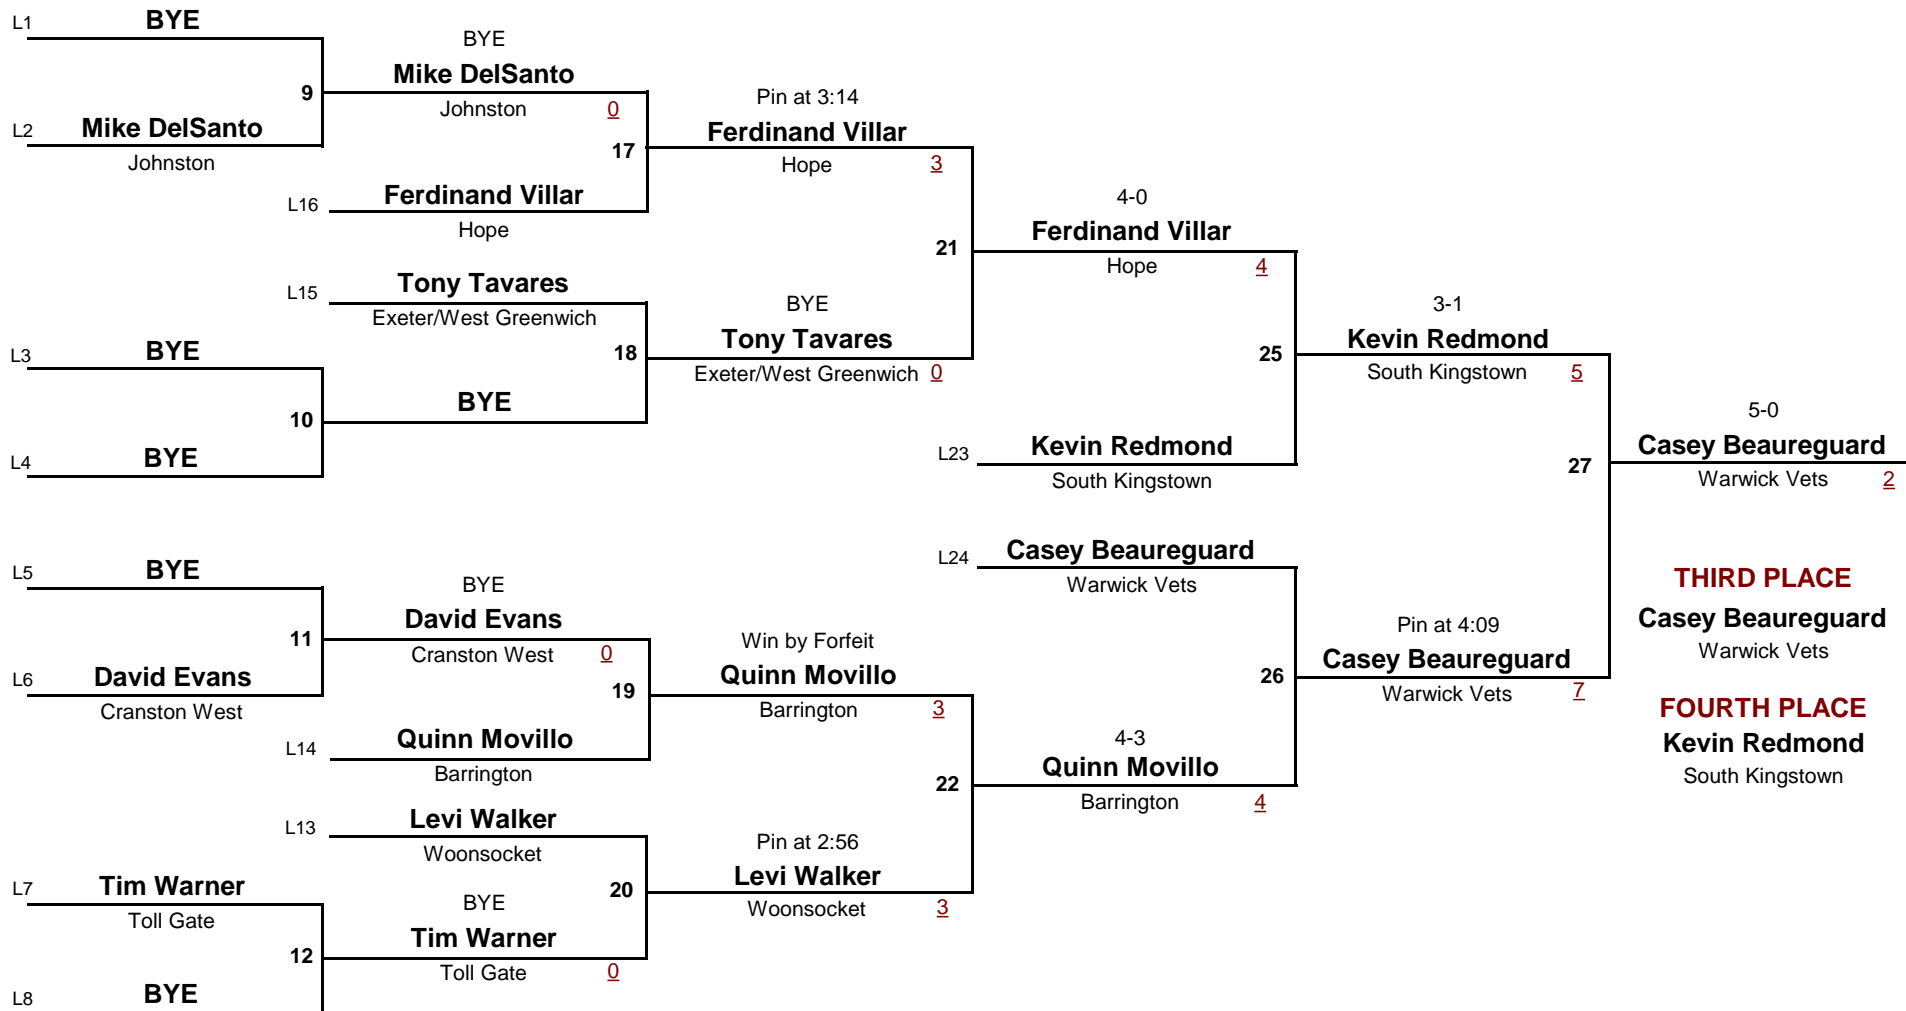 L1 BYE
9
L2 Mike DelSanto
Johnston
BYE
Mike DelSanto
Johnston 0
17
L16 Ferdinand Villar
Hope
Pin at 3:14
Ferdinand Villar
Hope 3
L15 Tony Tavares
Exeter/West Greenwich
18
L3 BYE
10
BYE
L4 BYE
BYE
Tony Tavares
Exeter/West Greenwich 0
21
4-0
Ferdinand Villar
Hope 4
25
L23 Kevin Redmond
South Kingstown
3-1
Kevin Redmond
South Kingstown 5
27
5-0
Casey Beaureguard
Warwick Vets 2
L5 BYE
11
L6 David Evans
Cranston West
BYE
David Evans
Cranston West 0
19
L14 Quinn Movillo
Barrington
Win by Forfeit
Quinn Movillo
Barrington 3
L13 Levi Walker
Woonsocket
20
L7 Tim Warner
Toll Gate
12
L8 BYE
BYE
Tim Warner
Toll Gate 0
Pin at 2:56
Levi Walker
Woonsocket 3
22
L24 Casey Beaureguard
Warwick Vets
26
4-3
Quinn Movillo
Barrington 4
Pin at 4:09
Casey Beaureguard
Warwick Vets 7
THIRD PLACE
Casey Beaureguard
Warwick Vets
FOURTH PLACE
Kevin Redmond
South Kingstown